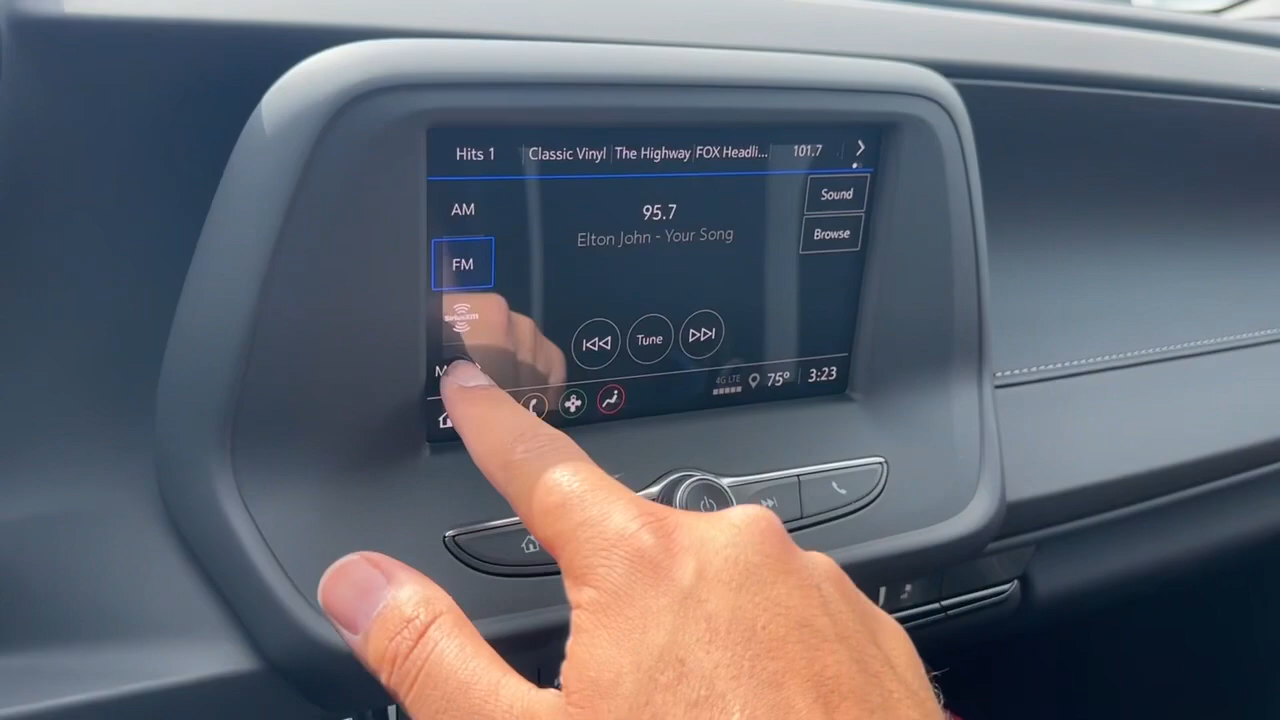 Hits 1
Classic Vinyl
The Highway
FOX Headli...
101.7
AM
FM
SiriusXM
95.7
Elton John - Your Song
Sound
Browse
Tune
4G LTE
75°
3:23